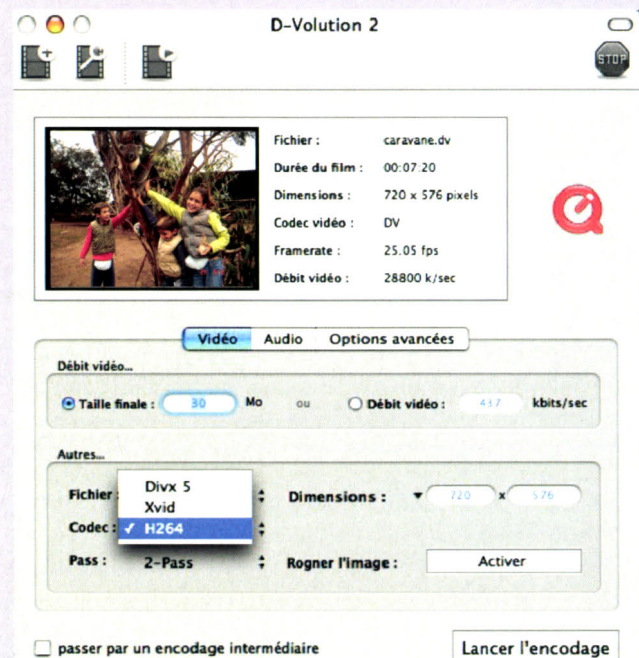 D-Volution 2
STOP
Fichier : caravane.dv
Durée du film : 00:07:20
Dimensions : 720 x 576 pixels
Codec vidéo : DV
Framerate : 25.05 fps
Débit vidéo : 28800 k/sec
Vidéo Audio Options avancées
Débit vidéo...
Taille finale : 30 Mo ou Débit vidéo : 437 kbits/sec
Autres...
Divx 5
Xvid
Fichier Dimensions : 720 x 576
Codec : ✓ H264
Pass : 2-Pass Rogner l'image : Activer
passer par un encodage intermédiaire Lancer l'encodage